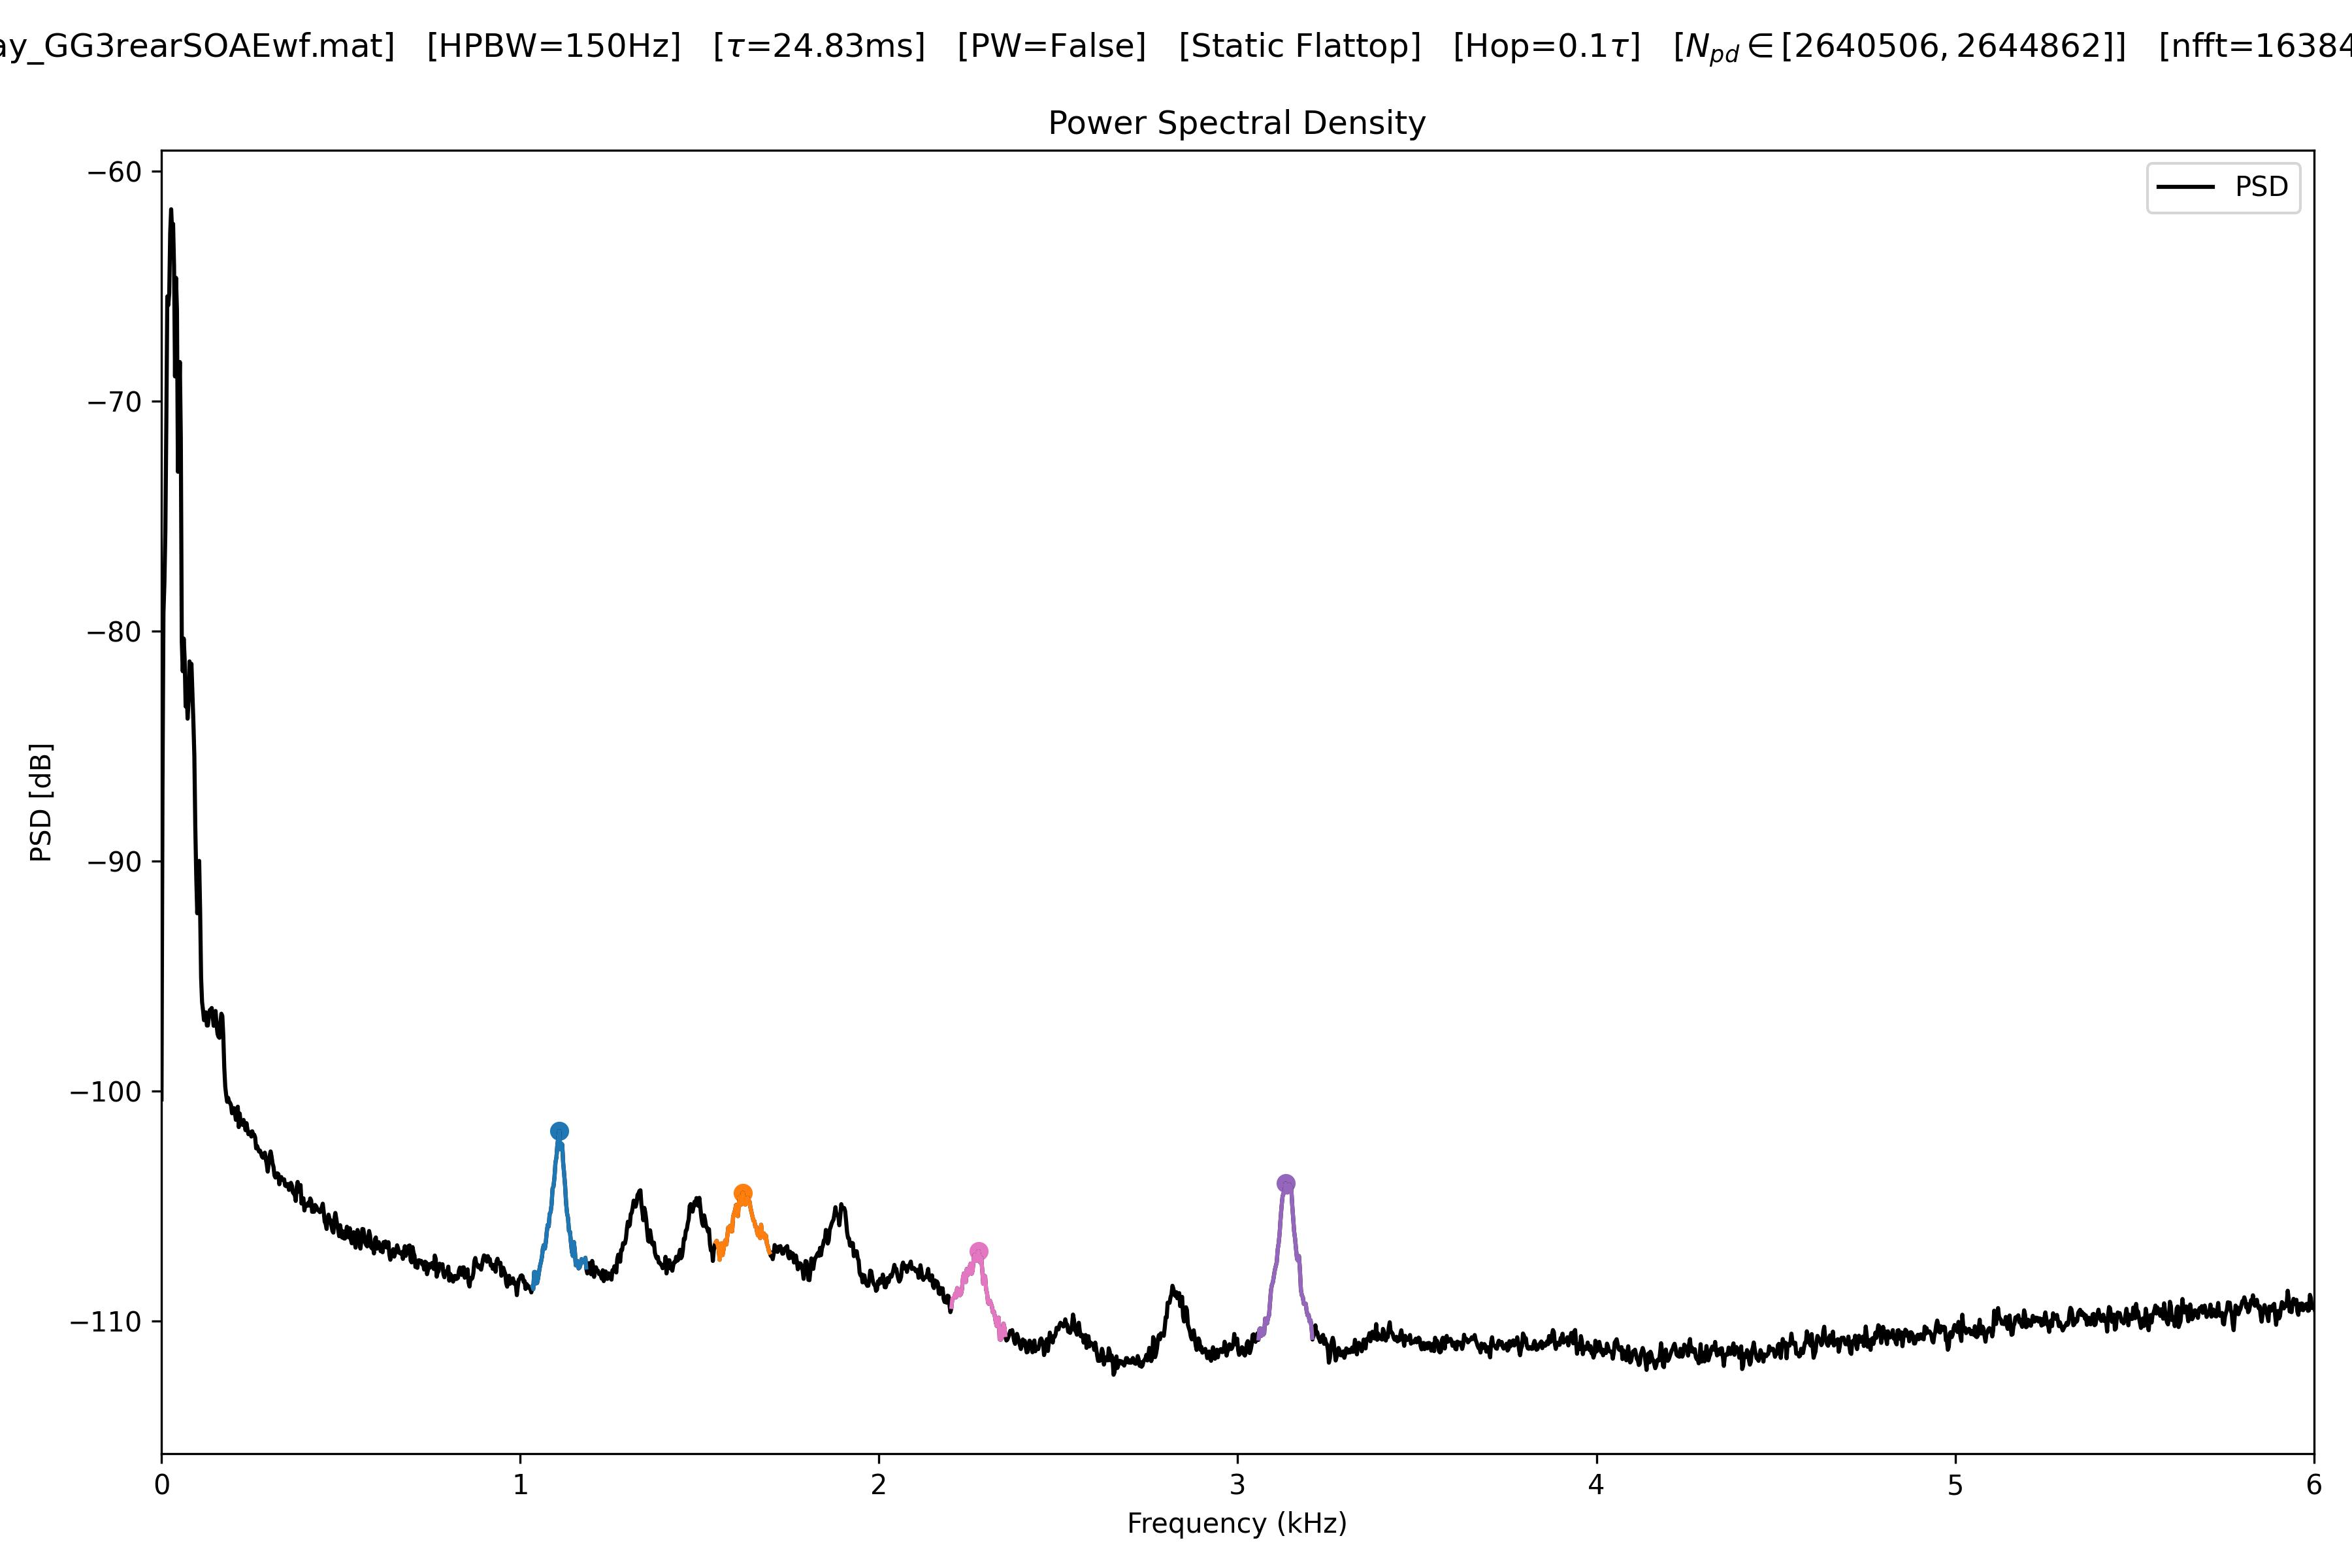 ay_GG3rearSOAEwf.mat] [HPBW=150Hz] [τ=24.83ms] [PW=False] [Static Flattop] [Hop=0.1τ] [N_pd ∈ [2640506, 2644862]] [nfft=16384
Power Spectral Density
PSD
−60
−70
−80
−90
−100
−110
PSD [dB]
0 1 2 3 4 5 6
Frequency (kHz)